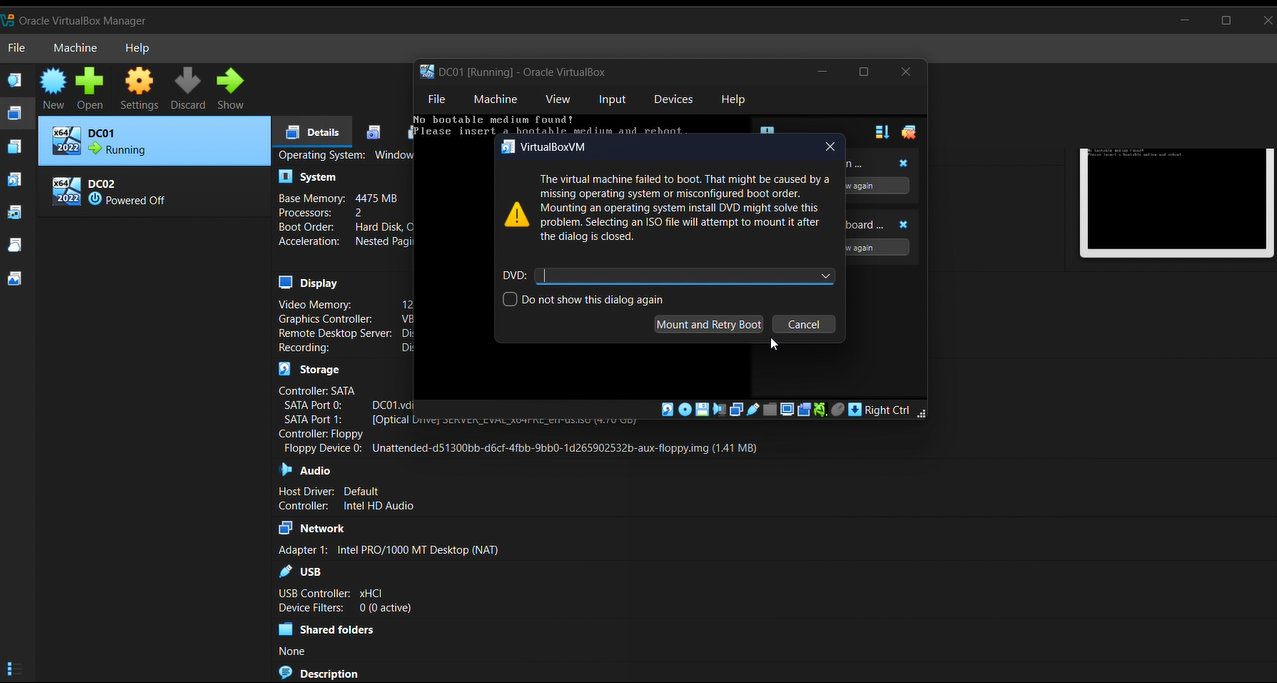 Oracle VirtualBox Manager
File Machine Help
New Open Settings Discard Show
DC01
Running
DC02
Powered Off
x64
2022
x64
2022
Details
Operating System: Window
System
Base Memory: 4475 MB
Processors: 2
Boot Order: Hard Disk, O
Acceleration: Nested Pagi
Display
Video Memory: 12
Graphics Controller: VB
Remote Desktop Server: Dis
Recording: Dis
Storage
Controller: SATA
SATA Port 0: DC01.vdi
SATA Port 1: [Optical Drive] SERVER_EVAL_x64FRE_en-us.iso (4.70 GB)
Controller: Floppy
Floppy Device 0: Unattended-d51300bb-d6cf-4fbb-9bb0-1d265902532b-aux-floppy.img (1.41 MB)
Audio
Host Driver: Default
Controller: Intel HD Audio
Network
Adapter 1: Intel PRO/1000 MT Desktop (NAT)
USB
USB Controller: xHCI
Device Filters: 0 (0 active)
Shared folders
None
Description
DC01 [Running] - Oracle VirtualBox
File Machine View Input Devices Help
No bootable medium found!
Please insert a bootable medium and reboot.
n ...
w again
board ...
w again
VirtualBoxVM
The virtual machine failed to boot. That might be caused by a
missing operating system or misconfigured boot order.
Mounting an operating system install DVD might solve this
problem. Selecting an ISO file will attempt to mount it after
the dialog is closed.
DVD:
Do not show this dialog again
Mount and Retry Boot Cancel
Right Ctrl